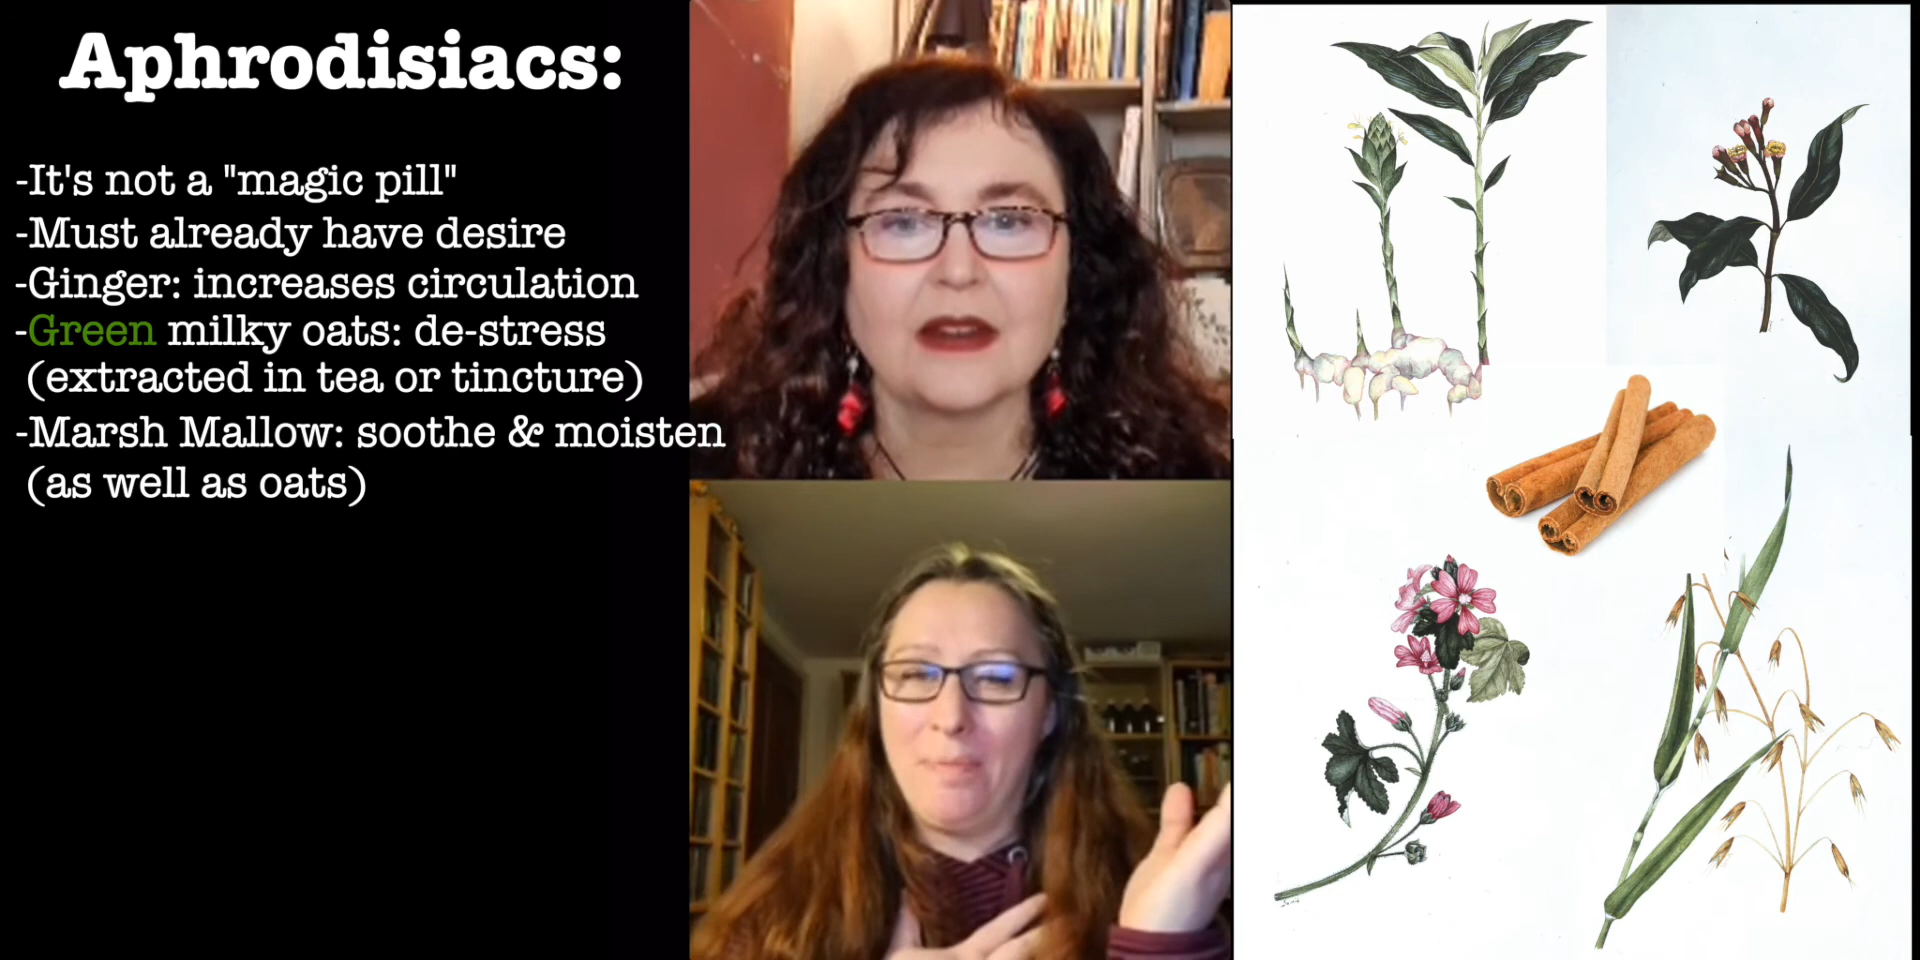 Aphrodisiacs:
-It's not a "magic pill"
-Must already have desire
-Ginger: increases circulation
-Green milky oats: de-stress
(extracted in tea or tincture)
-Marsh Mallow: soothe & moisten
(as well as oats)